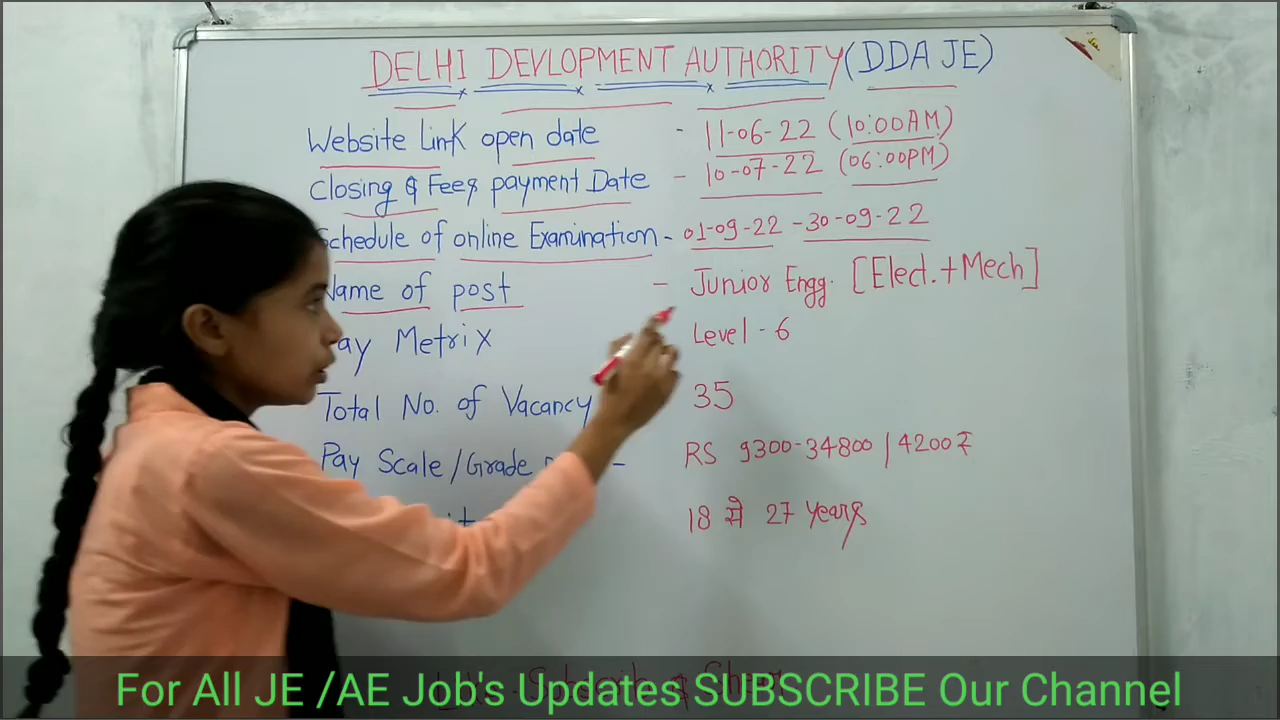 DELHI DEVLOPMENT AUTHORITY (DDA JE)
Website Link open date - 11-06-22 (10:00AM)
Closing & Fees payment Date - 10-07-22 (06:00PM)
Schedule of online Examination - 01-09-22 - 30-09-22
Name of post - Junior Engg. [Elect. + Mech]
Pay Metrix Level - 6
Total No. of Vacancy 35
Pay Scale/Grade - RS 9300-34800 | 4200₹
18 से 27 years
For All JE /AE Job's Updates SUBSCRIBE Our Channel